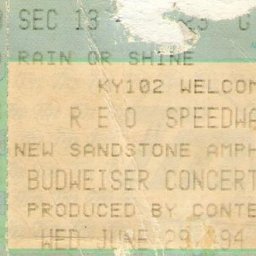 SEC 13
RAIN OR SHINE
KY102 WELCOM
REO SPEEDWA
NEW SANDSTONE AMPH
BUDWEISER CONCERT
PRODUCED BY CONTE
WED JUNE 29, '94